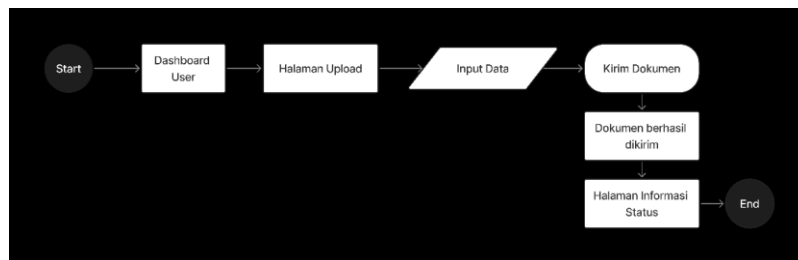 Start
Dashboard
User
Halaman Upload
Input Data
Kirim Dokumen
Dokumen berhasil
dikirim
Halaman Informasi
Status
End